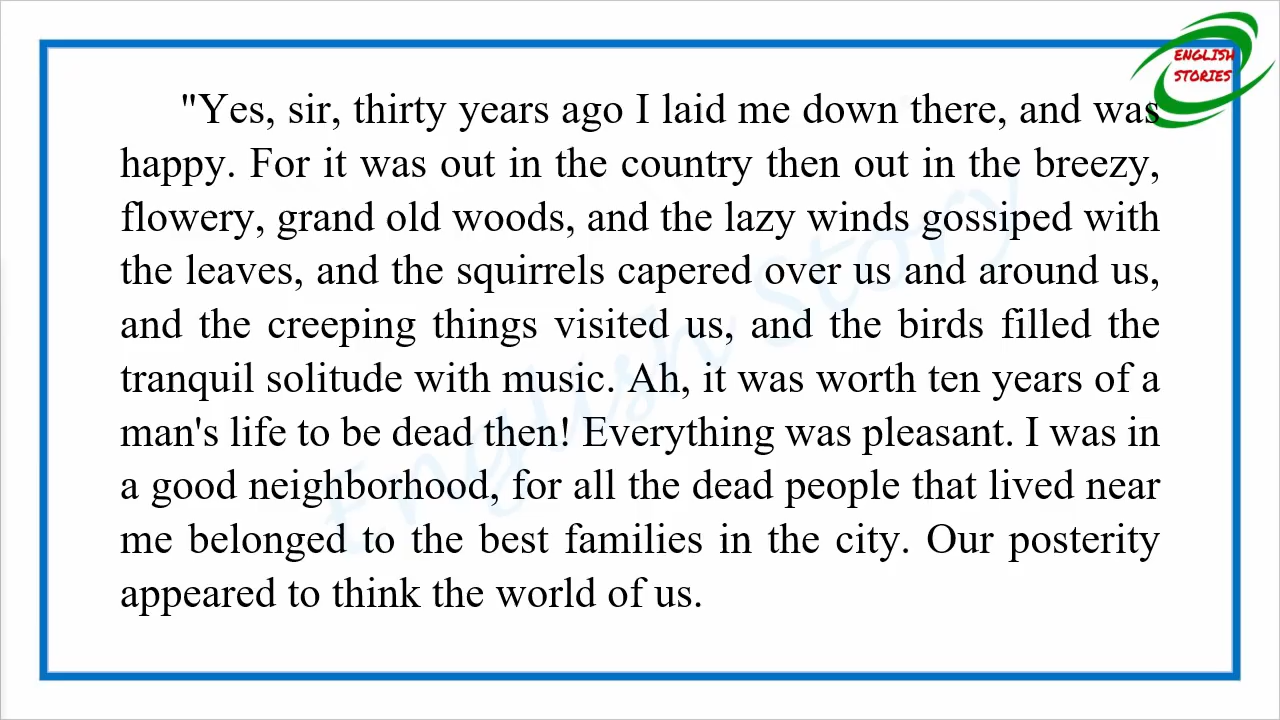 ENGLISH
STORIES
"Yes, sir, thirty years ago I laid me down there, and was
happy. For it was out in the country then out in the breezy,
flowery, grand old woods, and the lazy winds gossiped with
the leaves, and the squirrels capered over us and around us,
and the creeping things visited us, and the birds filled the
tranquil solitude with music. Ah, it was worth ten years of a
man's life to be dead then! Everything was pleasant. I was in
a good neighborhood, for all the dead people that lived near
me belonged to the best families in the city. Our posterity
appeared to think the world of us.
English Story